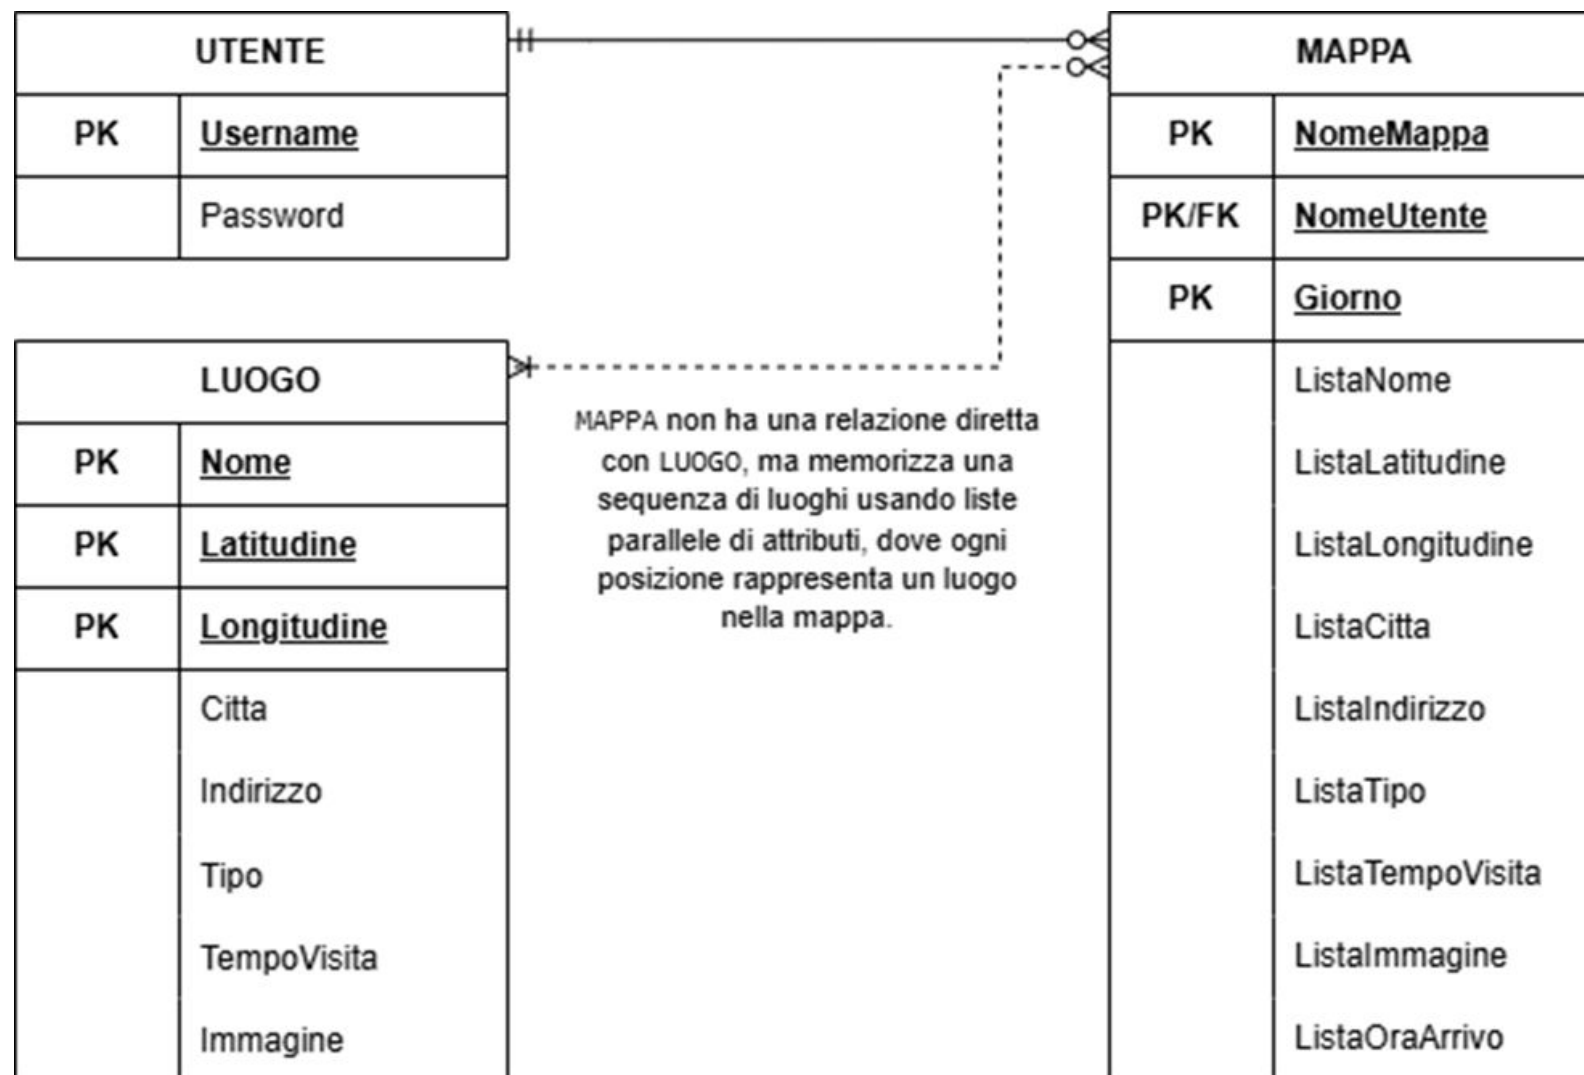 UTENTE
PK Username
Password
LUOGO
PK Nome
PK Latitudine
PK Longitudine
Citta
Indirizzo
Tipo
TempoVisita
Immagine
MAPPA non ha una relazione diretta
con LUOGO, ma memorizza una
sequenza di luoghi usando liste
parallele di attributi, dove ogni
posizione rappresenta un luogo
nella mappa.
MAPPA
PK NomeMappa
PK/FK NomeUtente
PK Giorno
ListaNome
ListaLatitudine
ListaLongitudine
ListaCitta
ListaIndirizzo
ListaTipo
ListaTempoVisita
ListaImmagine
ListaOraArrivo